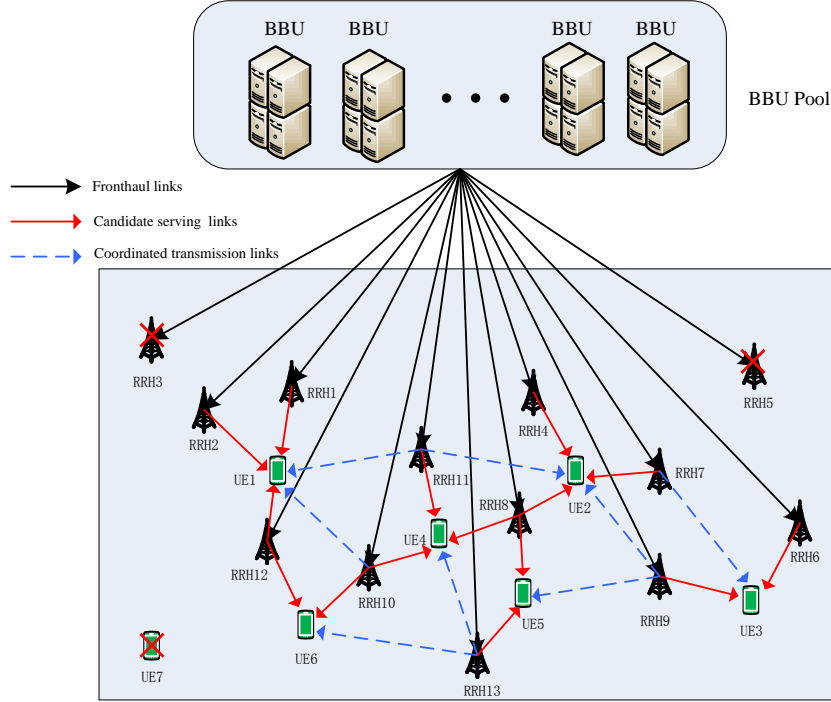 BBU
BBU
BBU
BBU
BBU Pool
Fronthaul links
Candidate serving links
Coordinated transmission links
RRH3
RRH1
RRH5
RRH2
RRH4
UE1
RRH11
UE2
RRH7
RRH8
UE4
RRH6
RRH12
RRH10
RRH9
UE5
UE3
UE6
UE7
RRH13